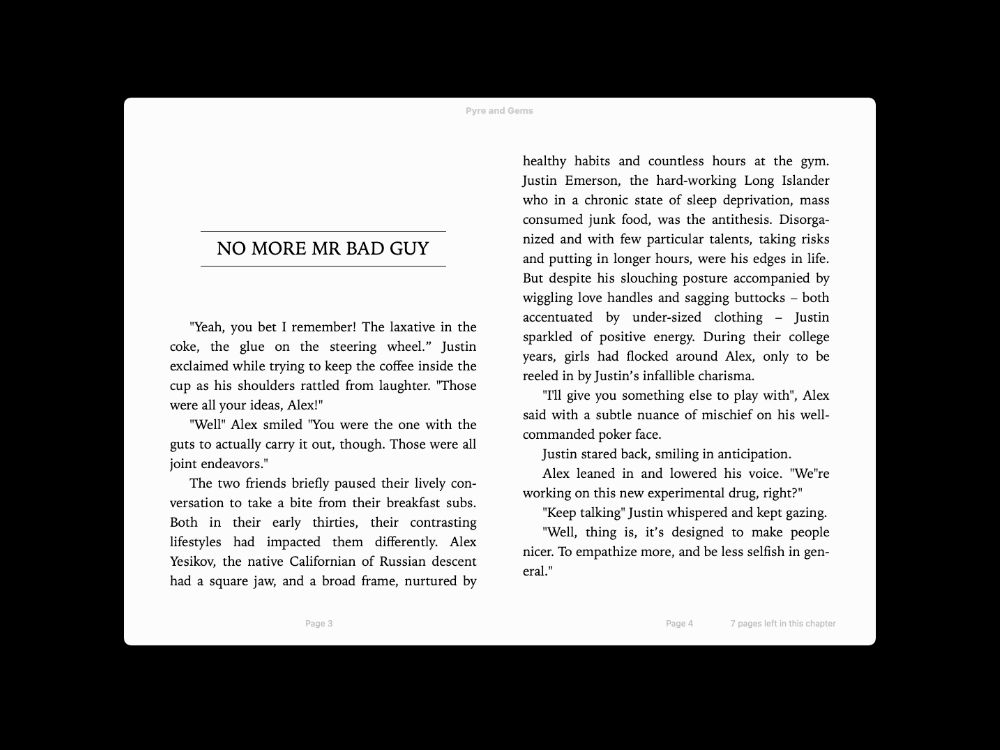 Pyre and Gems
NO MORE MR BAD GUY
"Yeah, you bet I remember! The laxative in the
coke, the glue on the steering wheel.” Justin
exclaimed while trying to keep the coffee inside the
cup as his shoulders rattled from laughter. "Those
were all your ideas, Alex!"
"Well" Alex smiled "You were the one with the
guts to actually carry it out, though. Those were all
joint endeavors."
The two friends briefly paused their lively con-
versation to take a bite from their breakfast subs.
Both in their early thirties, their contrasting
lifestyles had impacted them differently. Alex
Yesikov, the native Californian of Russian descent
had a square jaw, and a broad frame, nurtured by
Page 3
healthy habits and countless hours at the gym.
Justin Emerson, the hard-working Long Islander
who in a chronic state of sleep deprivation, mass
consumed junk food, was the antithesis. Disorga-
nized and with few particular talents, taking risks
and putting in longer hours, were his edges in life.
But despite his slouching posture accompanied by
wiggling love handles and sagging buttocks – both
accentuated by under-sized clothing – Justin
sparkled of positive energy. During their college
years, girls had flocked around Alex, only to be
reeled in by Justin’s infallible charisma.
"I'll give you something else to play with", Alex
said with a subtle nuance of mischief on his well-
commanded poker face.
Justin stared back, smiling in anticipation.
Alex leaned in and lowered his voice. "We"re
working on this new experimental drug, right?"
"Keep talking" Justin whispered and kept gazing.
"Well, thing is, it’s designed to make people
nicer. To empathize more, and be less selfish in gen-
eral."
Page 4
7 pages left in this chapter